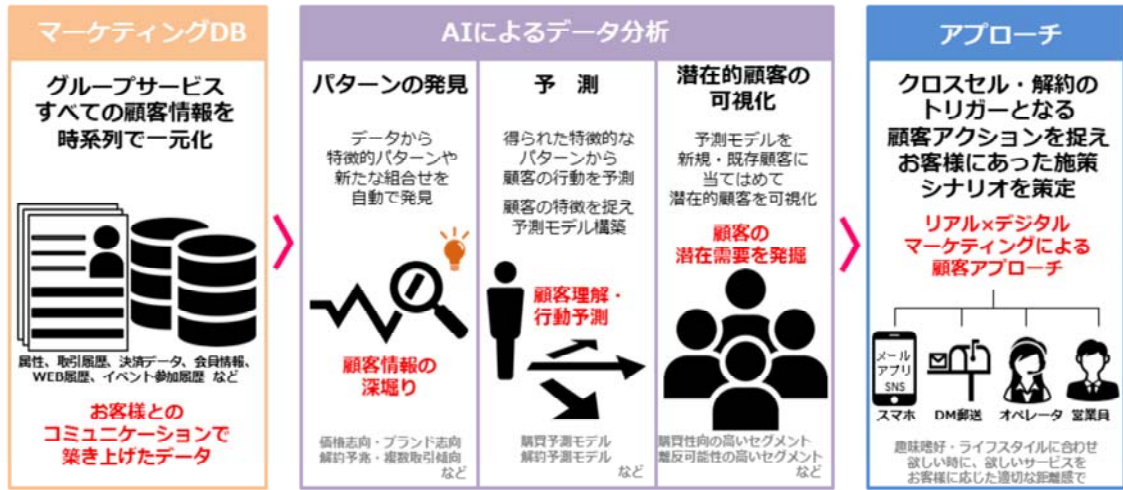 マーケティングDB
グループサービス
すべての顧客情報を
時系列で一元化
属性、取引履歴、決済データ、会員情報、
WEB履歴、イベント参加履歴 など
お客様との
コミュニケーションで
築き上げたデータ
AIによるデータ分析
パターンの発見
データから
特徴的パターンや
新たな組合せを
自動で発見
顧客情報の
深堀り
価格志向・ブランド志向
解約予兆・複数取引傾向
など
予 測
得られた特徴的な
パターンから
顧客の行動を予測
顧客の特徴を捉え
予測モデル構築
顧客理解・
行動予測
購買予測モデル
解約予測モデル
など
潜在的顧客の
可視化
予測モデルを
新規・既存顧客に
当てはめて
潜在的顧客を可視化
顧客の
潜在需要を発掘
購買性向の高いセグメント
離反可能性の高いセグメント
など
アプローチ
クロスセル・解約の
トリガーとなる
顧客アクションを捉え
お客様にあった施策
シナリオを策定
リアル×デジタル
マーケティングによる
顧客アプローチ
メール
アプリ
SNS
スマホ
DM郵送
オペレータ
営業員
趣味嗜好・ライフスタイルに合わせ
欲しい時に、欲しいサービスを
お客様に応じた適切な距離感で